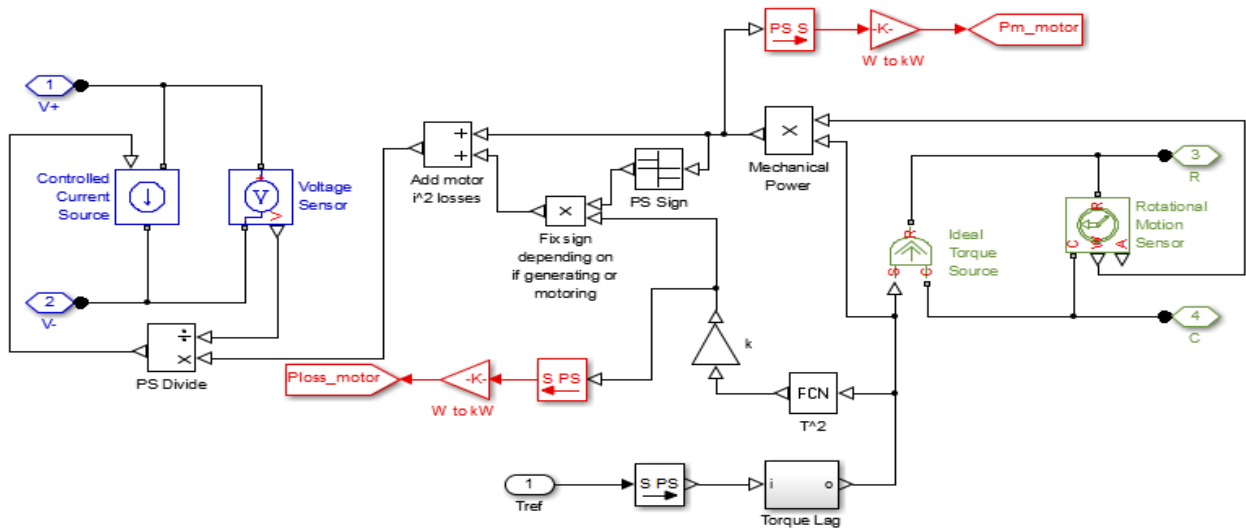 PS S
-K-
Pm_motor
W to kW
1
V+
Controlled
Current
Source
V
V
+
Voltage
Sensor
2
V-
÷
×
PS Divide
+
+
Add motor
i^2 losses
PS Sign
×
Fix sign
depending on
if generating or
motoring
×
Mechanical
Power
R
S
C
Ideal
Torque
Source
R
C
W
A
Rotational
Motion
Sensor
3
R
4
C
k
Ploss_motor
-K-
W to kW
S PS
FCN
T^2
1
Tref
S PS
i
o
Torque Lag